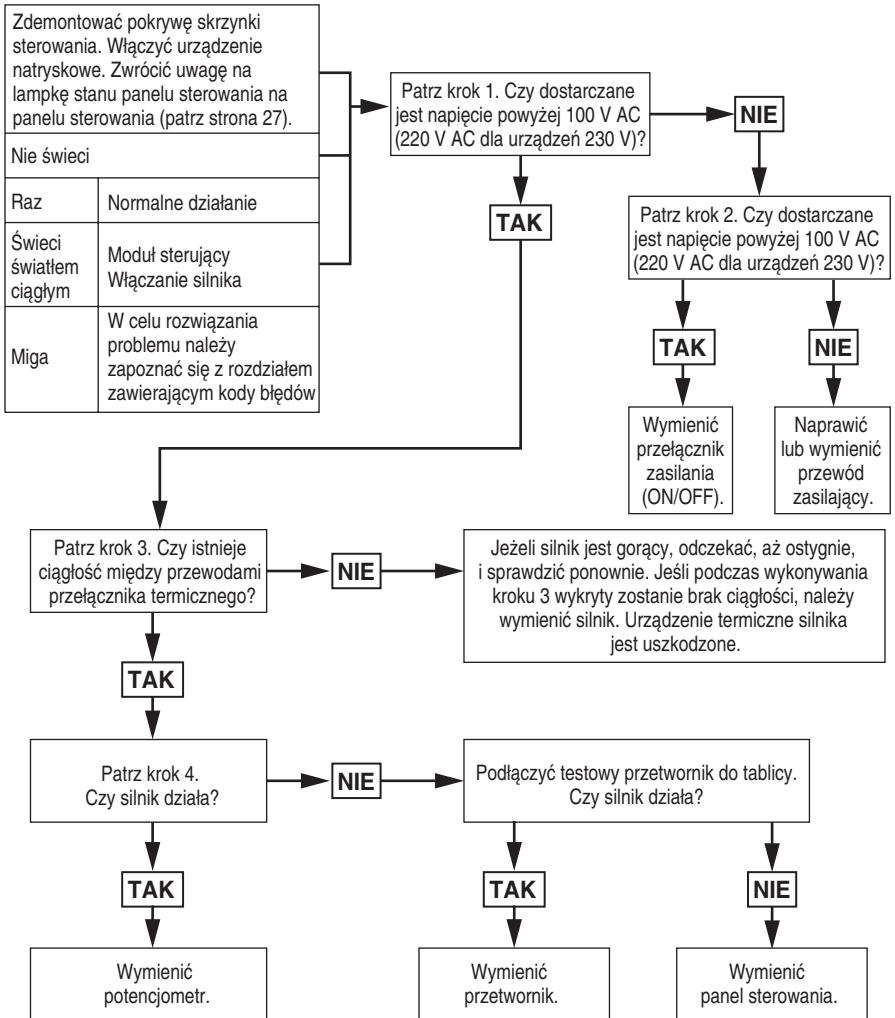 Zdemontować pokrywę skrzynki
sterowania. Włączyć urządzenie
natryskowe. Zwrócić uwagę na
lampkę stanu panelu sterowania na
panelu sterowania (patrz strona 27).
Nie świeci
Raz
Normalne działanie
Świeci
światłem
ciągłym
Moduł sterujący
Włączanie silnika
Miga
W celu rozwiązania
problemu należy
zapoznać się z rozdziałem
zawierającym kody błędów
Patrz krok 1. Czy dostarczane
jest napięcie powyżej 100 V AC
(220 V AC dla urządzeń 230 V)?
NIE
TAK
Patrz krok 2. Czy dostarczane
jest napięcie powyżej 100 V AC
(220 V AC dla urządzeń 230 V)?
TAK
NIE
Wymienić
przełącznik
zasilania
(ON/OFF).
Naprawić
lub wymienić
przewód
zasilający.
Patrz krok 3. Czy istnieje
ciągłość między przewodami
przełącznika termicznego?
NIE
Jeżeli silnik jest gorący, odczekać, aż ostygnie,
i sprawdzić ponownie. Jeśli podczas wykonywania
kroku 3 wykryty zostanie brak ciągłości, należy
wymienić silnik. Urządzenie termiczne silnika
jest uszkodzone.
TAK
Patrz krok 4.
Czy silnik działa?
NIE
Podłączyć testowy przetwornik do tablicy.
Czy silnik działa?
TAK
TAK
NIE
Wymienić
potencjometr.
Wymienić
przetwornik.
Wymienić
panel sterowania.